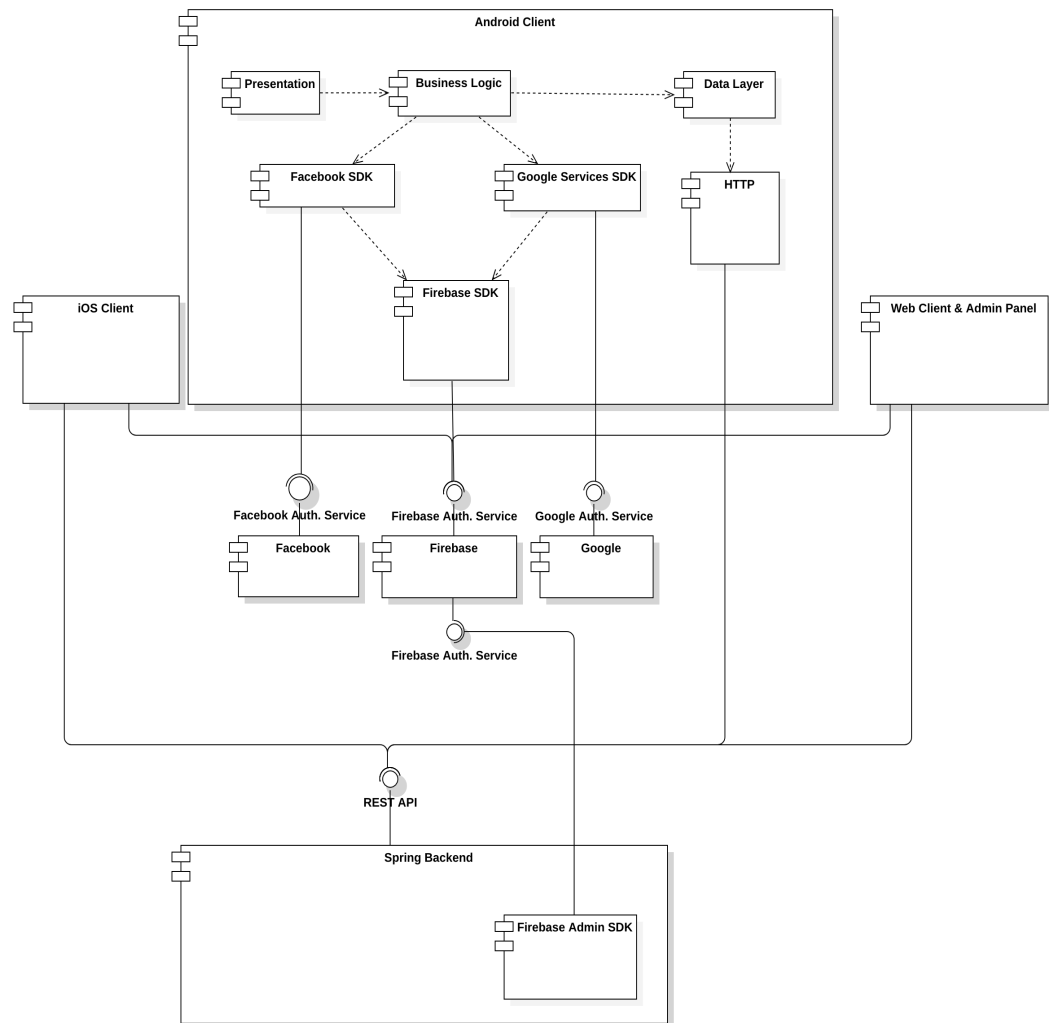 Android Client
Presentation
Business Logic
Data Layer
Facebook SDK
Google Services SDK
HTTP
Firebase SDK
iOS Client
Web Client & Admin Panel
Facebook Auth. Service
Firebase Auth. Service
Google Auth. Service
Facebook
Firebase
Google
Firebase Auth. Service
REST API
Spring Backend
Firebase Admin SDK